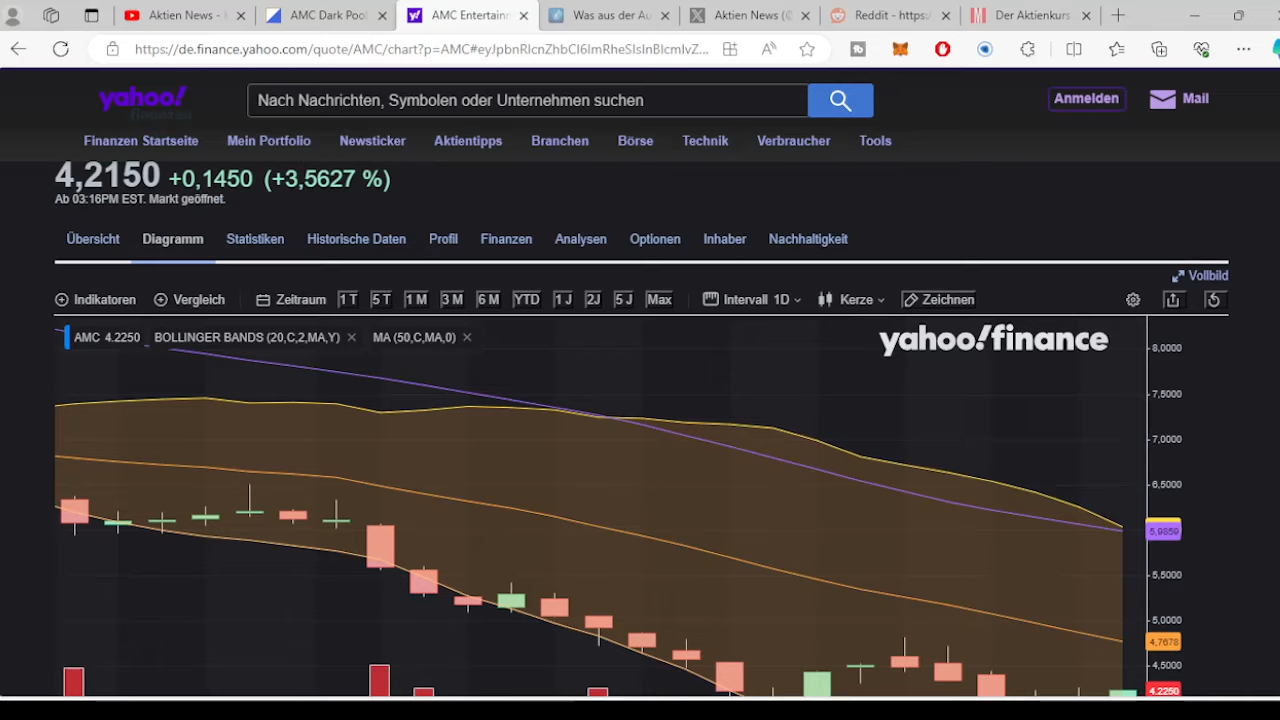 Aktien News - K
AMC Dark Pool
AMC Entertainm
Was aus der Au
Aktien News (@
Reddit - https:/
Der Aktienkurs
https://de.finance.yahoo.com/quote/AMC/chart?p=AMC#eyJpbnRlcnZhbCI6ImRheSIsInBlcmlvZ...
yahoo!
finanzen
Nach Nachrichten, Symbolen oder Unternehmen suchen
Anmelden
Mail
Finanzen Startseite Mein Portfolio Newsticker Aktientipps Branchen Börse Technik Verbraucher Tools
4,2150 +0,1450 (+3,5627 %)
Ab 03:16PM EST. Markt geöffnet.
Übersicht Diagramm Statistiken Historische Daten Profil Finanzen Analysen Optionen Inhaber Nachhaltigkeit
Vollbild
Indikatoren Vergleich Zeitraum 1 T 5 T 1 M 3 M 6 M YTD 1 J 2J 5 J Max Intervall 1D Kerze Zeichnen
AMC 4.2250 BOLLINGER BANDS (20,C,2,MA,Y) MA (50,C,MA,0)
yahoo!finance
8,0000
7,5000
7,0000
6,5000
5,9859
5,5000
5,0000
4,7678
4,5000
4.2250